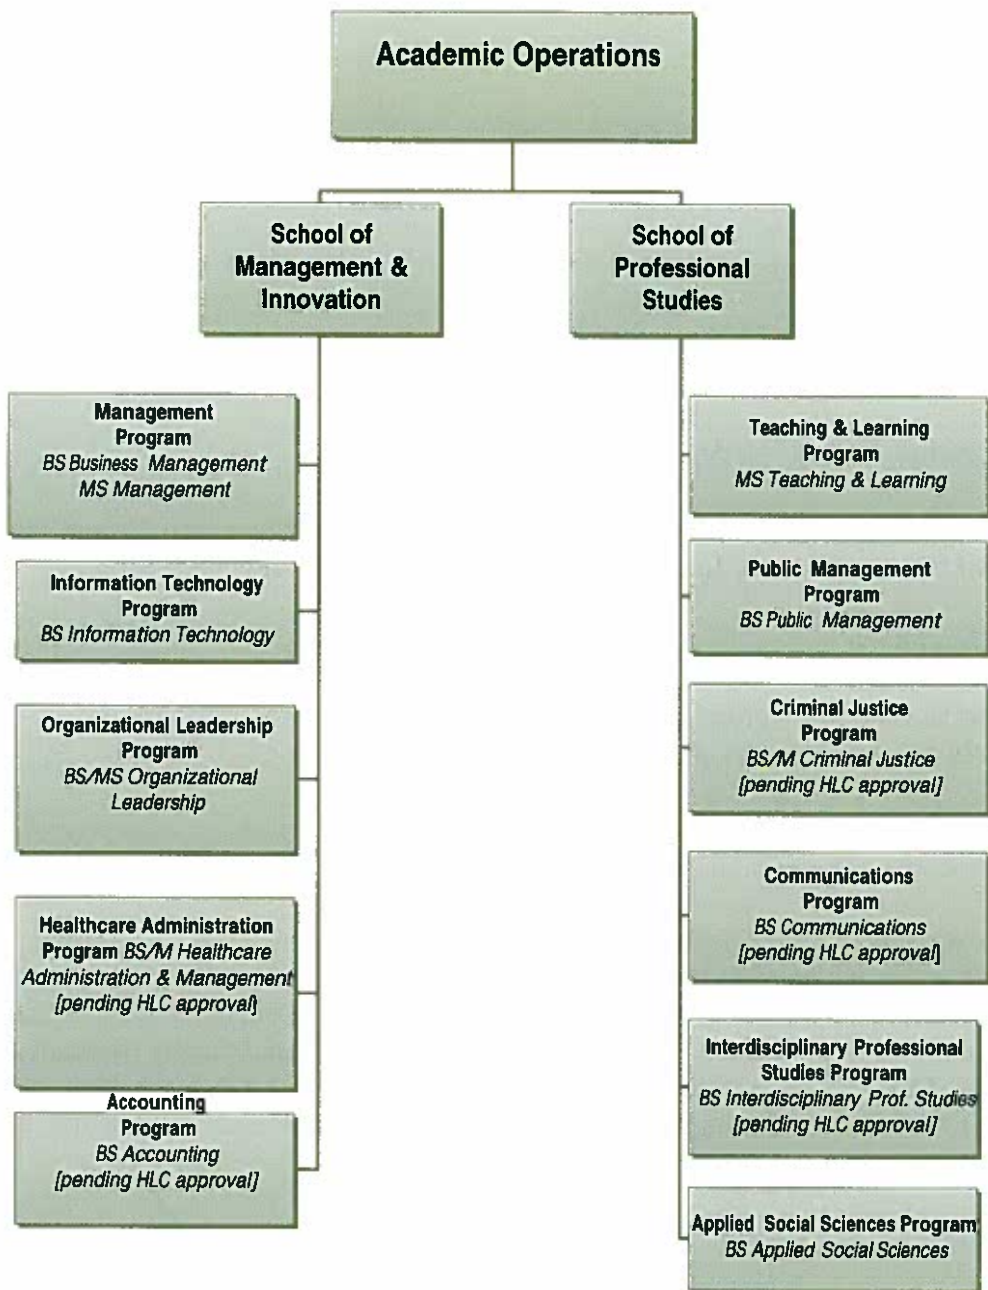 Academic Operations
School of
Management &
Innovation
School of
Professional
Studies
Management
Program
BS Business Management
MS Management
Information Technology
Program
BS Information Technology
Organizational Leadership
Program
BS/MS Organizational
Leadership
Healthcare Administration
Program BS/M Healthcare
Administration & Management
[pending HLC approval]
Accounting
Program
BS Accounting
[pending HLC approval]
Teaching & Learning
Program
MS Teaching & Learning
Public Management
Program
BS Public Management
Criminal Justice
Program
BS/M Criminal Justice
[pending HLC approval]
Communications
Program
BS Communications
[pending HLC approval]
Interdisciplinary Professional
Studies Program
BS Interdisciplinary Prof. Studies
[pending HLC approval]
Applied Social Sciences Program
BS Applied Social Sciences